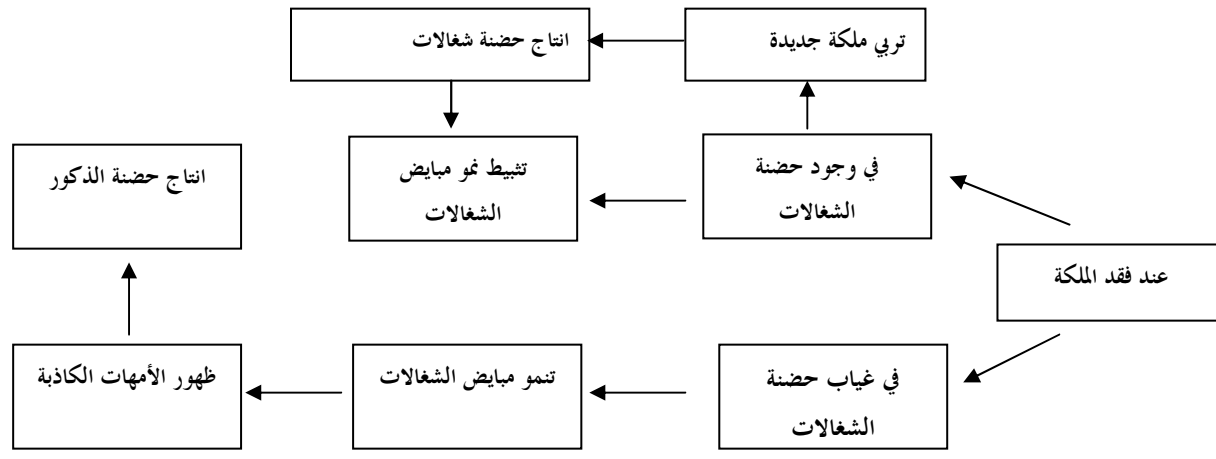 تربي ملكة جديدة
انتاج حضنة شغالات
في وجود حضنة
الشغالات
تثبيط نمو مبايض
الشغالات
انتاج حضنة الذكور
عند فقد الملكة
في غياب حضنة
الشغالات
تنمو مبايض الشغالات
ظهور الأمهات الكاذبة